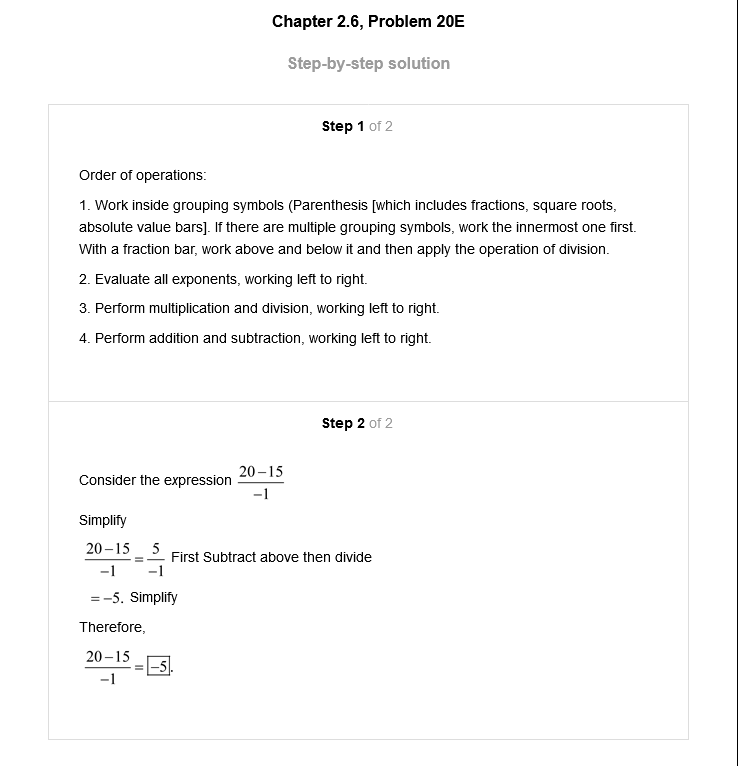 Chapter 2.6, Problem 20E
Step-by-step solution
Step 1 of 2
Order of operations:
1. Work inside grouping symbols (Parenthesis [which includes fractions, square roots,
absolute value bars]. If there are multiple grouping symbols, work the innermost one first.
With a fraction bar, work above and below it and then apply the operation of division.
2. Evaluate all exponents, working left to right.
3. Perform multiplication and division, working left to right.
4. Perform addition and subtraction, working left to right.
Step 2 of 2
Consider the expression (20−15)/(−1)
Simplify
(20−15)/(−1) = 5/(−1) First Subtract above then divide
= −5. Simplify
Therefore,
(20−15)/(−1) = −5.